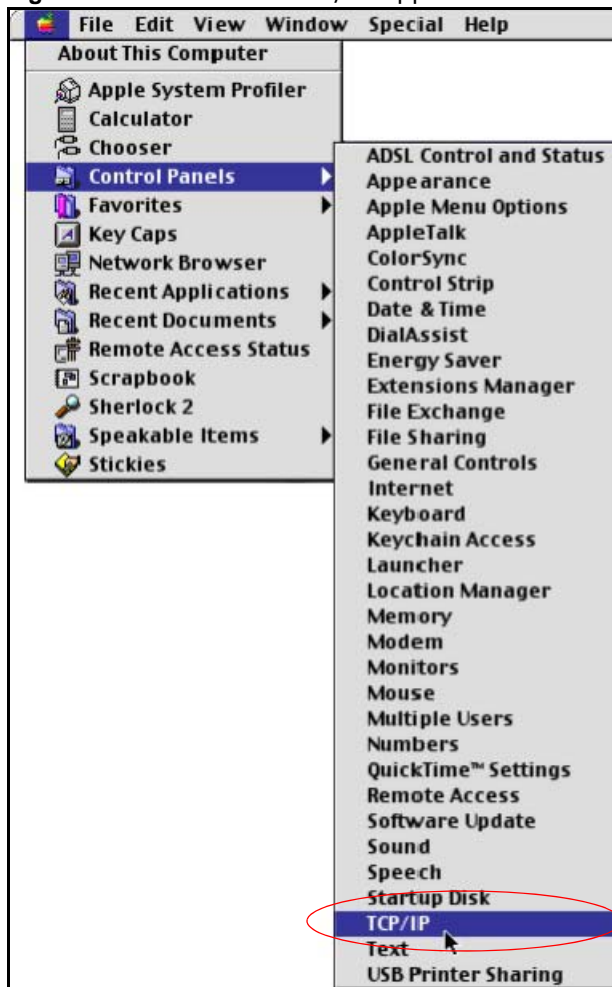 File Edit View Window Special Help
About This Computer
Apple System Profiler
Calculator
Chooser
Control Panels
Favorites
Key Caps
Network Browser
Recent Applications
Recent Documents
Remote Access Status
Scrapbook
Sherlock 2
Speakable Items
Stickies
ADSL Control and Status
Appearance
Apple Menu Options
AppleTalk
ColorSync
Control Strip
Date & Time
DialAssist
Energy Saver
Extensions Manager
File Exchange
File Sharing
General Controls
Internet
Keyboard
Keychain Access
Launcher
Location Manager
Memory
Modem
Monitors
Mouse
Multiple Users
Numbers
QuickTime™ Settings
Remote Access
Software Update
Sound
Speech
Startup Disk
TCP/IP
Text
USB Printer Sharing